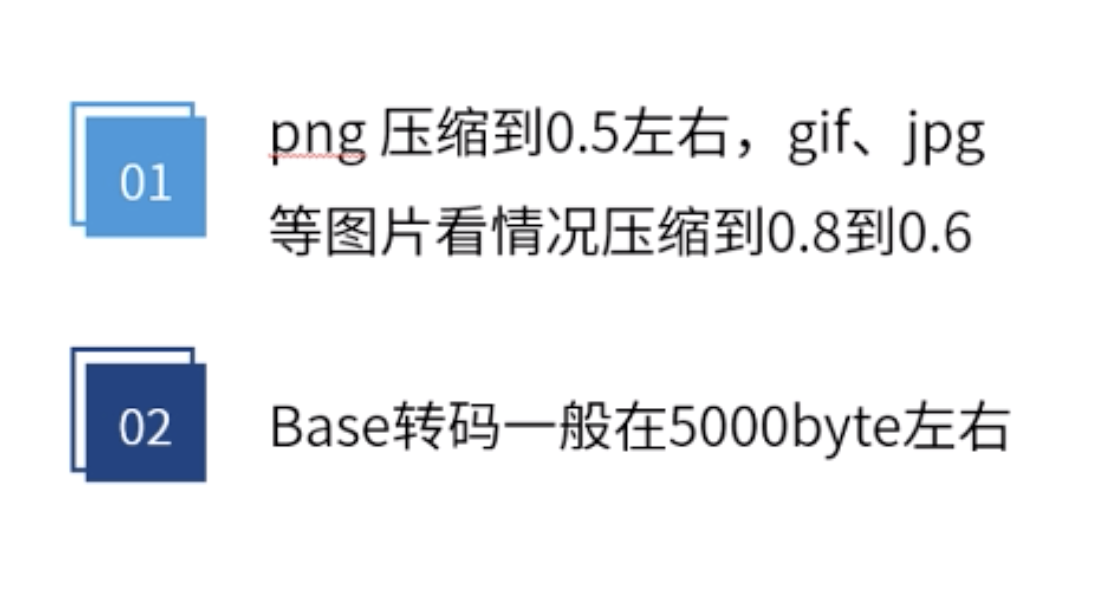 01
png 压缩到0.5左右，gif、jpg
等图片看情况压缩到0.8到0.6
02
Base转码一般在5000byte左右